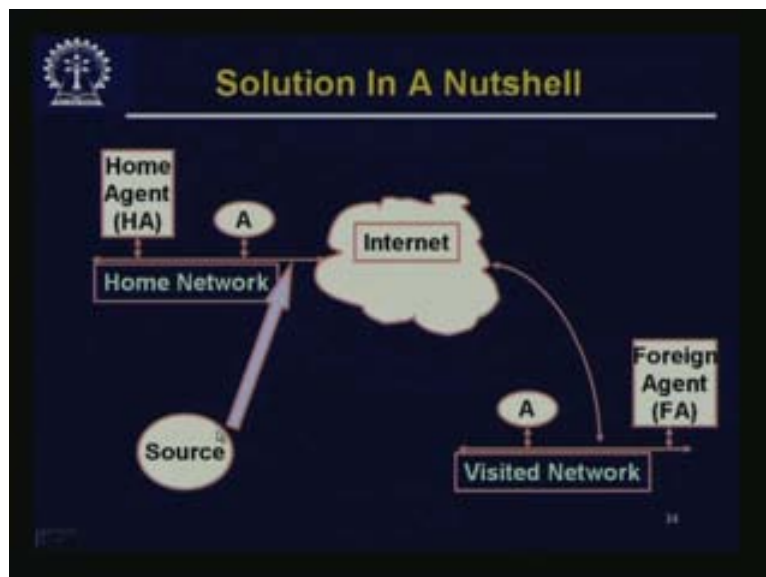 Solution In A Nutshell
Home
Agent
(HA)
A
Internet
Home Network
Foreign
Agent
(FA)
A
Source
Visited Network